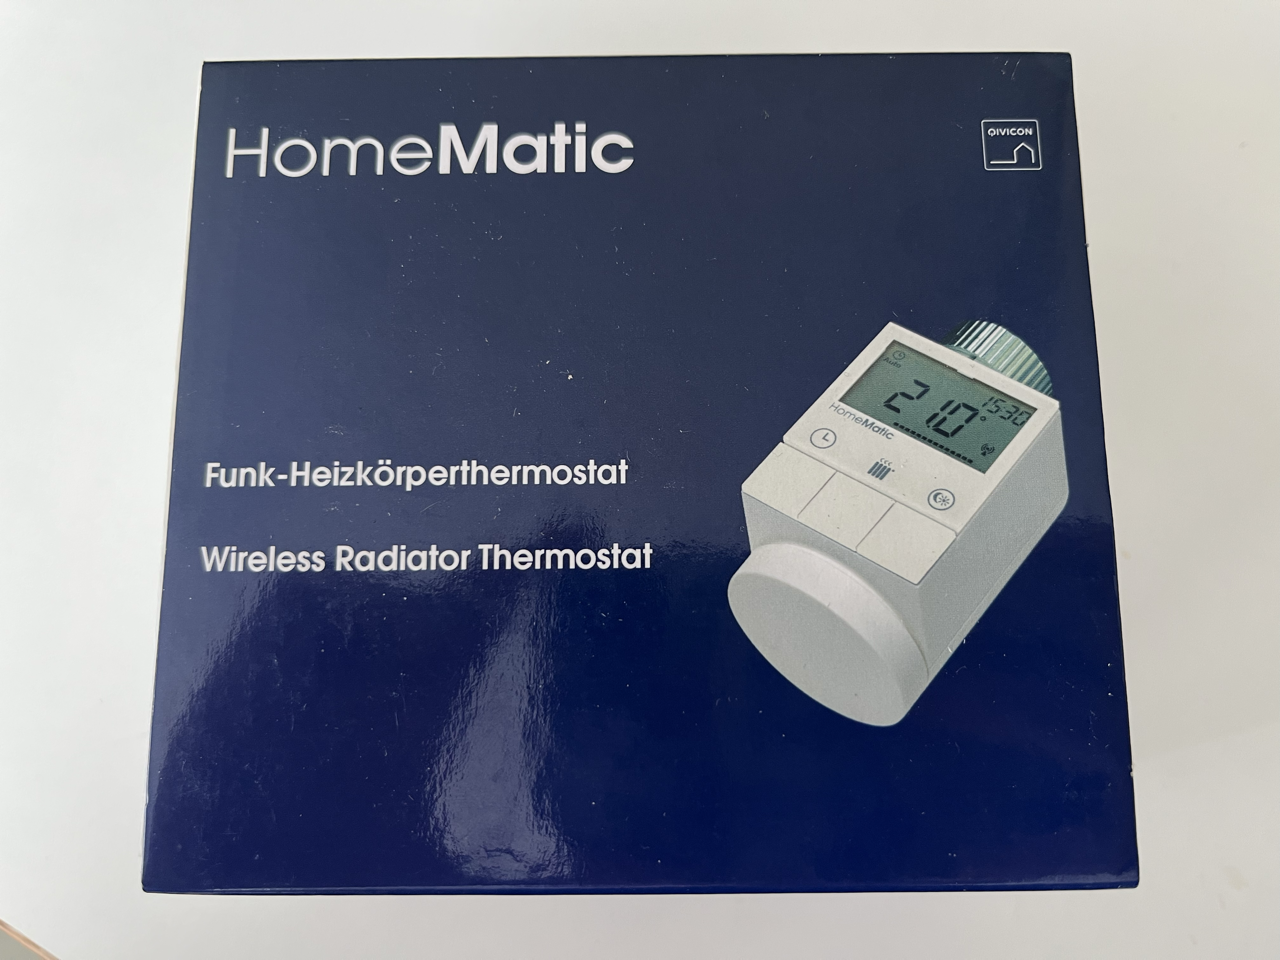 HomeMatic
QIVICON
Funk-Heizkörperthermostat
Wireless Radiator Thermostat
Auto
21.0°
15:30
HomeMatic